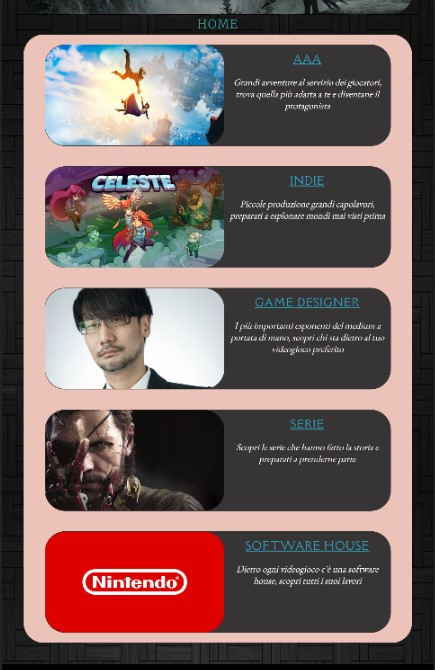 HOME
AAA
Grandi avventure al servizio dei giocatori,
trova quella più adatta a te e diventane il
protagonista
CELESTE
INDIE
Piccole produzione grandi capolavori,
preparati a esplorare mondi mai visti prima
GAME DESIGNER
I più importanti esponenti del medium a
portata di mano, scopri chi sta dietro al tuo
videogioco preferito
SERIE
Scopri le serie che hanno fatto la storia e
preparati a prenderne parte
SOFTWARE HOUSE
Nintendo
Dietro ogni videogioco c'è una software
house, scopri tutti i suoi lavori